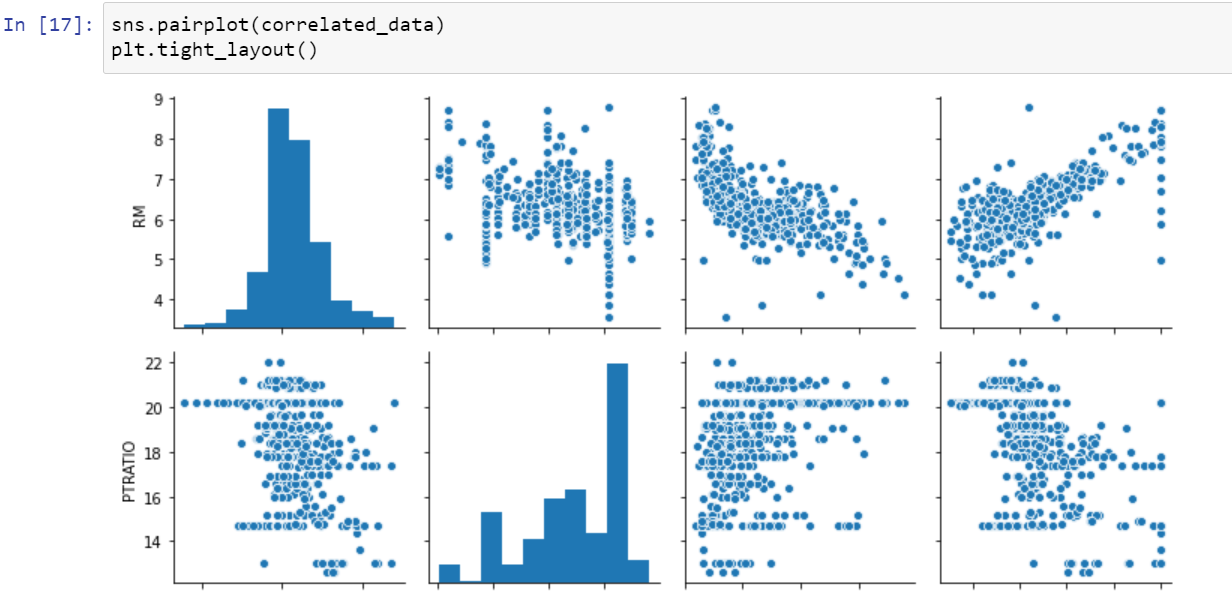 In [17]: sns.pairplot(correlated_data)
plt.tight_layout()
9
8
7
6
5
4
RM
22
20
18
16
14
PTRATIO